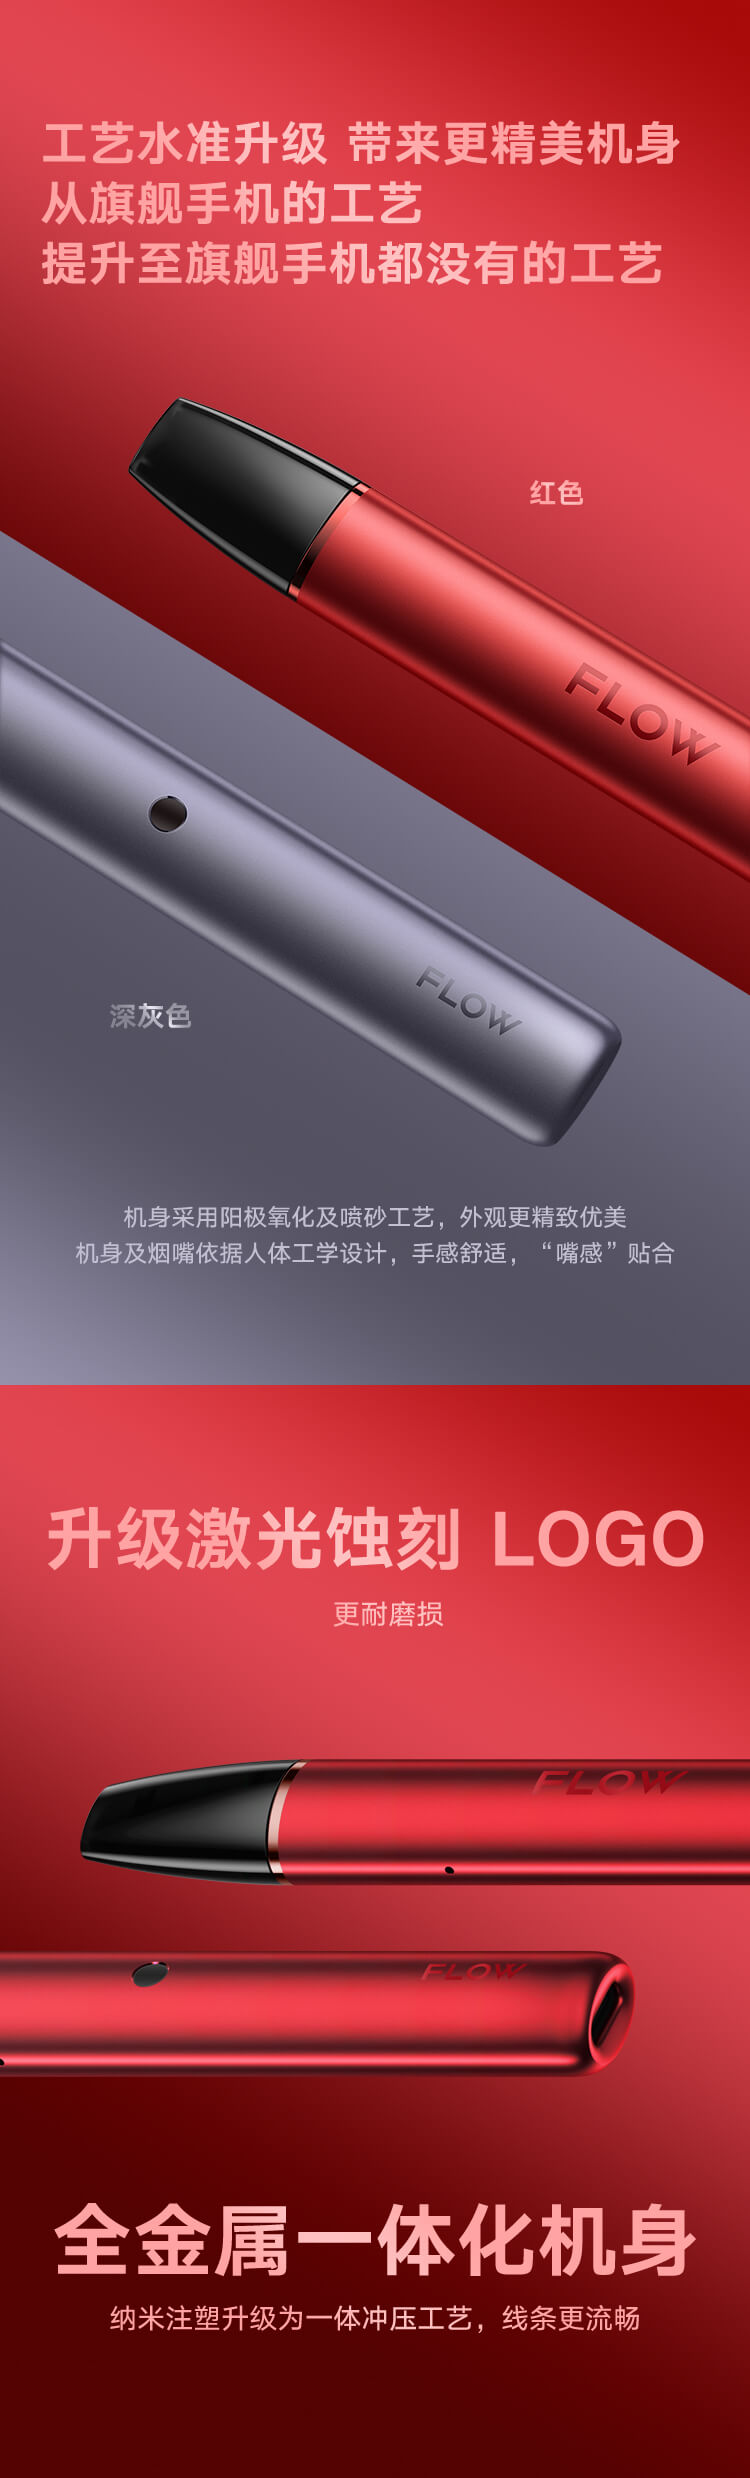 工艺水准升级 带来更精美机身
从旗舰手机的工艺
提升至旗舰手机都没有的工艺
红色
FLOW
FLOW
深灰色
机身采用阳极氧化及喷砂工艺，外观更精致优美
机身及烟嘴依据人体工学设计，手感舒适，“嘴感”贴合
升级激光蚀刻 LOGO
更耐磨损
FLOW
FLOW
全金属一体化机身
纳米注塑升级为一体冲压工艺，线条更流畅